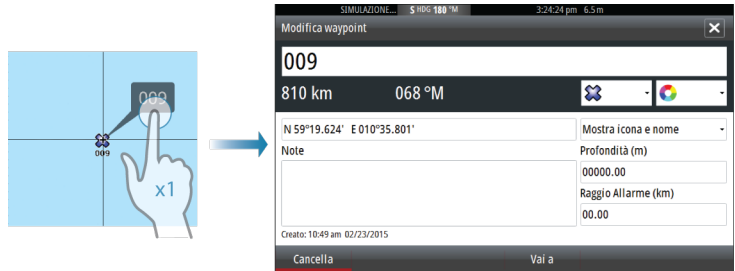 SIMULAZIONE... S HDG 180 °M 3:24:24 pm 6.5 m
Modifica waypoint
009
810 km 068 °M
N 59°19.624' E 010°35.801' Mostra icona e nome
Note Profondità (m)
00000.00
Raggio Allarme (km)
00.00
Creato: 10:49 am 02/23/2015
Cancella Vai a
009
009
x1